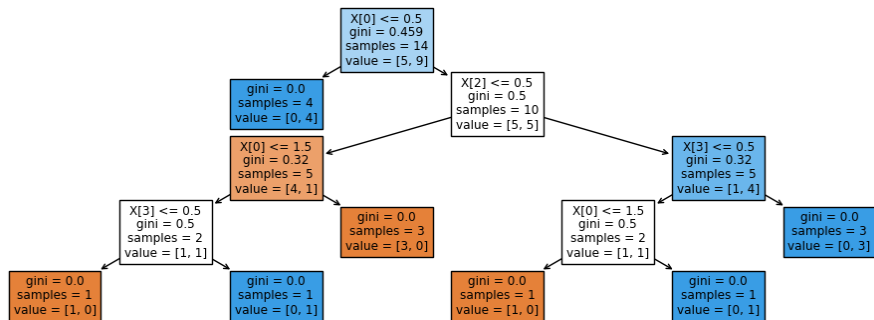 X[0] <= 0.5
gini = 0.459
samples = 14
value = [5, 9]
gini = 0.0
samples = 4
value = [0, 4]
X[2] <= 0.5
gini = 0.5
samples = 10
value = [5, 5]
X[0] <= 1.5
gini = 0.32
samples = 5
value = [4, 1]
X[3] <= 0.5
gini = 0.32
samples = 5
value = [1, 4]
X[3] <= 0.5
gini = 0.5
samples = 2
value = [1, 1]
gini = 0.0
samples = 3
value = [3, 0]
X[0] <= 1.5
gini = 0.5
samples = 2
value = [1, 1]
gini = 0.0
samples = 3
value = [0, 3]
gini = 0.0
samples = 1
value = [1, 0]
gini = 0.0
samples = 1
value = [0, 1]
gini = 0.0
samples = 1
value = [1, 0]
gini = 0.0
samples = 1
value = [0, 1]